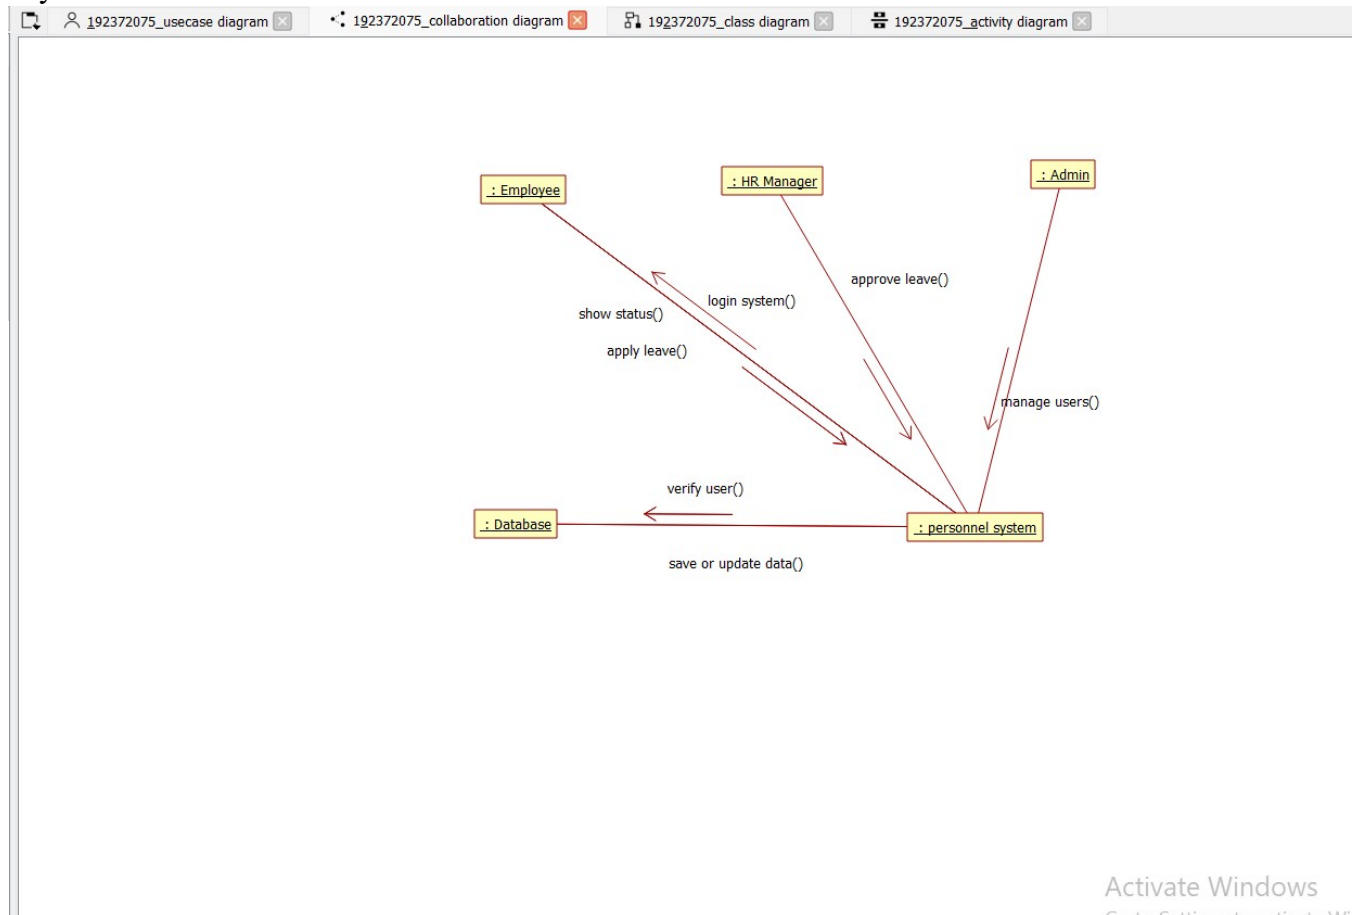 192372075_usecase diagram
192372075_collaboration diagram
192372075_class diagram
192372075_activity diagram
: Employee
: HR Manager
: Admin
approve leave()
login system()
show status()
apply leave()
manage users()
verify user()
: Database
: personnel system
save or update data()
Activate Windows